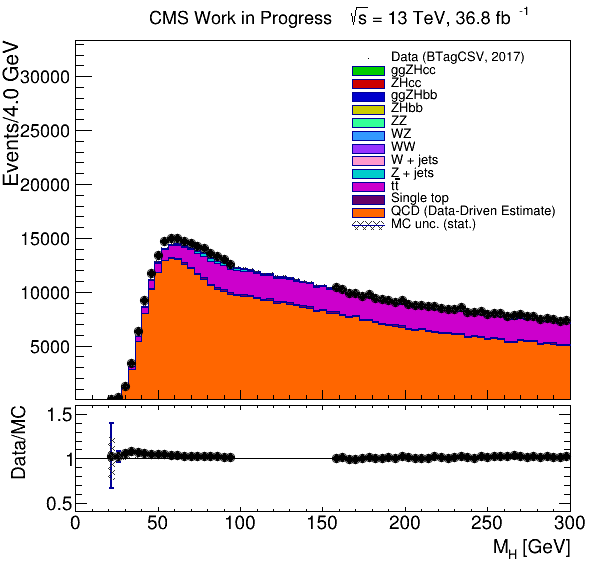 CMS Work in Progress √s = 13 TeV, 36.8 fb⁻¹
Events/4.0 GeV
30000
25000
20000
15000
10000
5000
Data (BTagCSV, 2017)
ggZHcc
ZHcc
ggZHbb
ZHbb
ZZ
WZ
WW
W + jets
Z + jets
tt̅
Single top
QCD (Data-Driven Estimate)
MC unc. (stat.)
Data/MC
1.5
1
0.5
0 50 100 150 200 250 300
M_H [GeV]